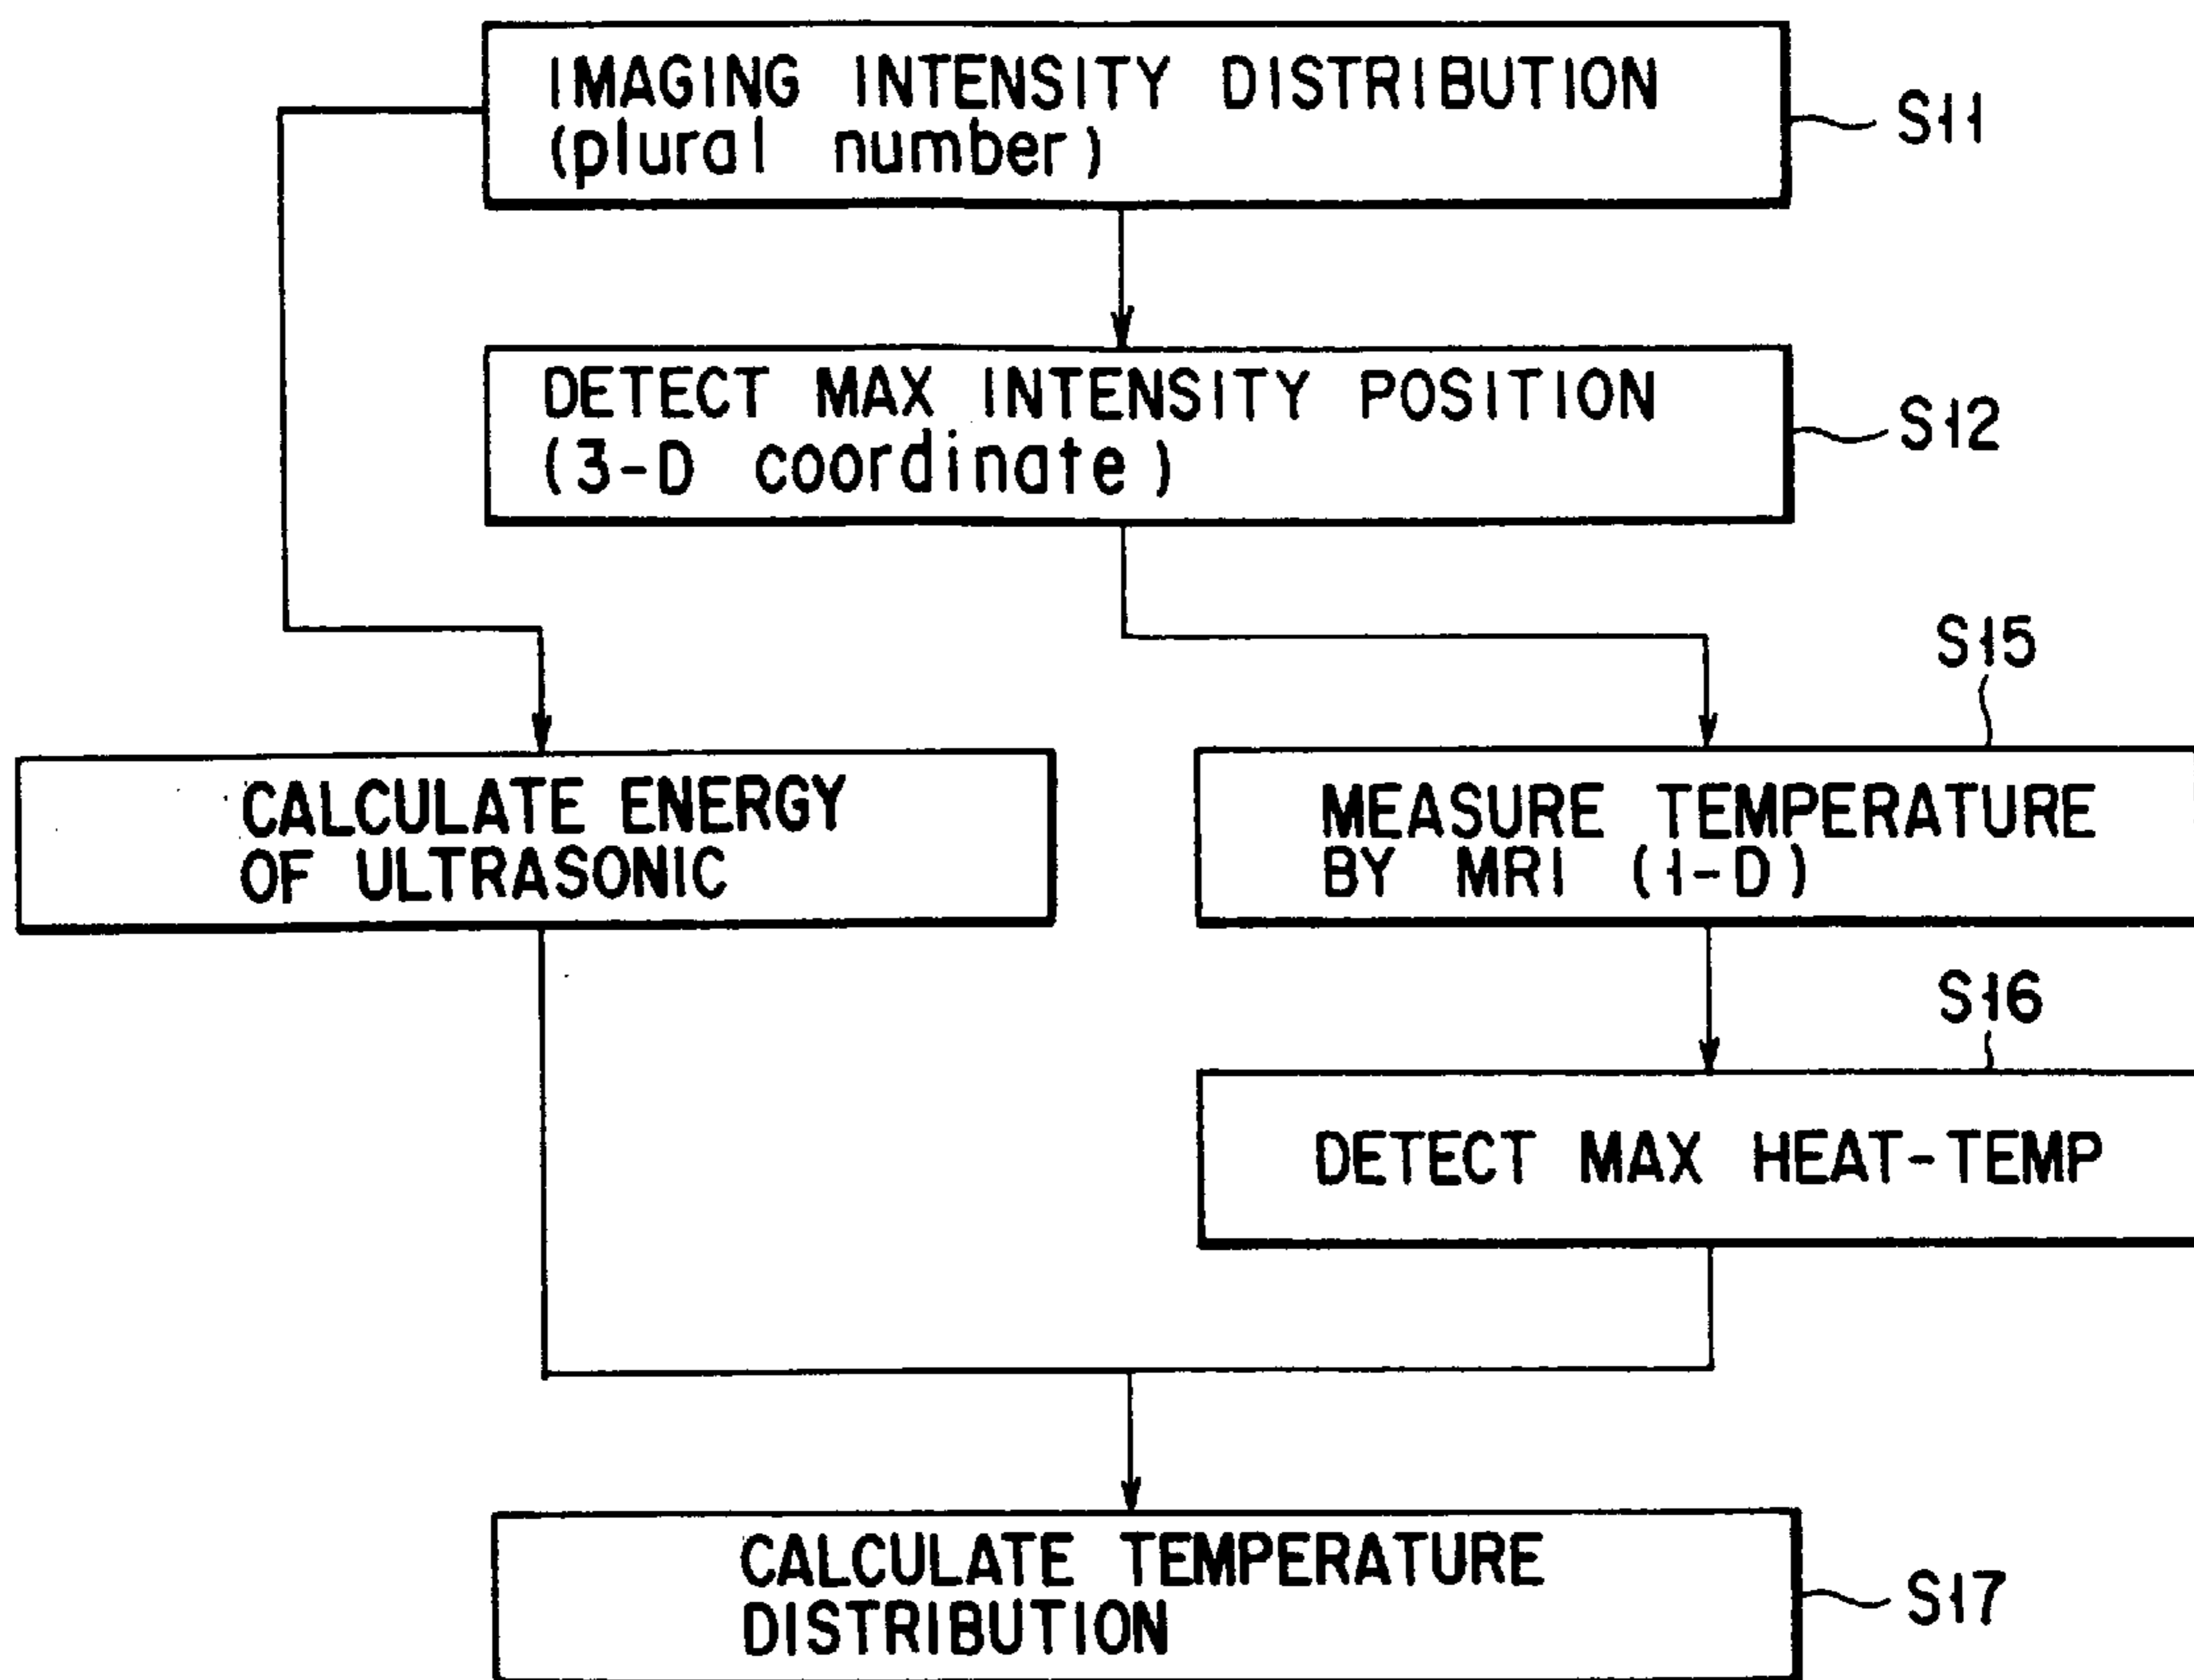 IMAGING INTENSITY DISTRIBUTION
(plural number)
S11
DETECT MAX INTENSITY POSITION
(3-D coordinate)
S12
S15
CALCULATE ENERGY
OF ULTRASONIC
MEASURE TEMPERATURE
BY MRI (1-D)
S16
DETECT MAX HEAT-TEMP
CALCULATE TEMPERATURE
DISTRIBUTION
S17